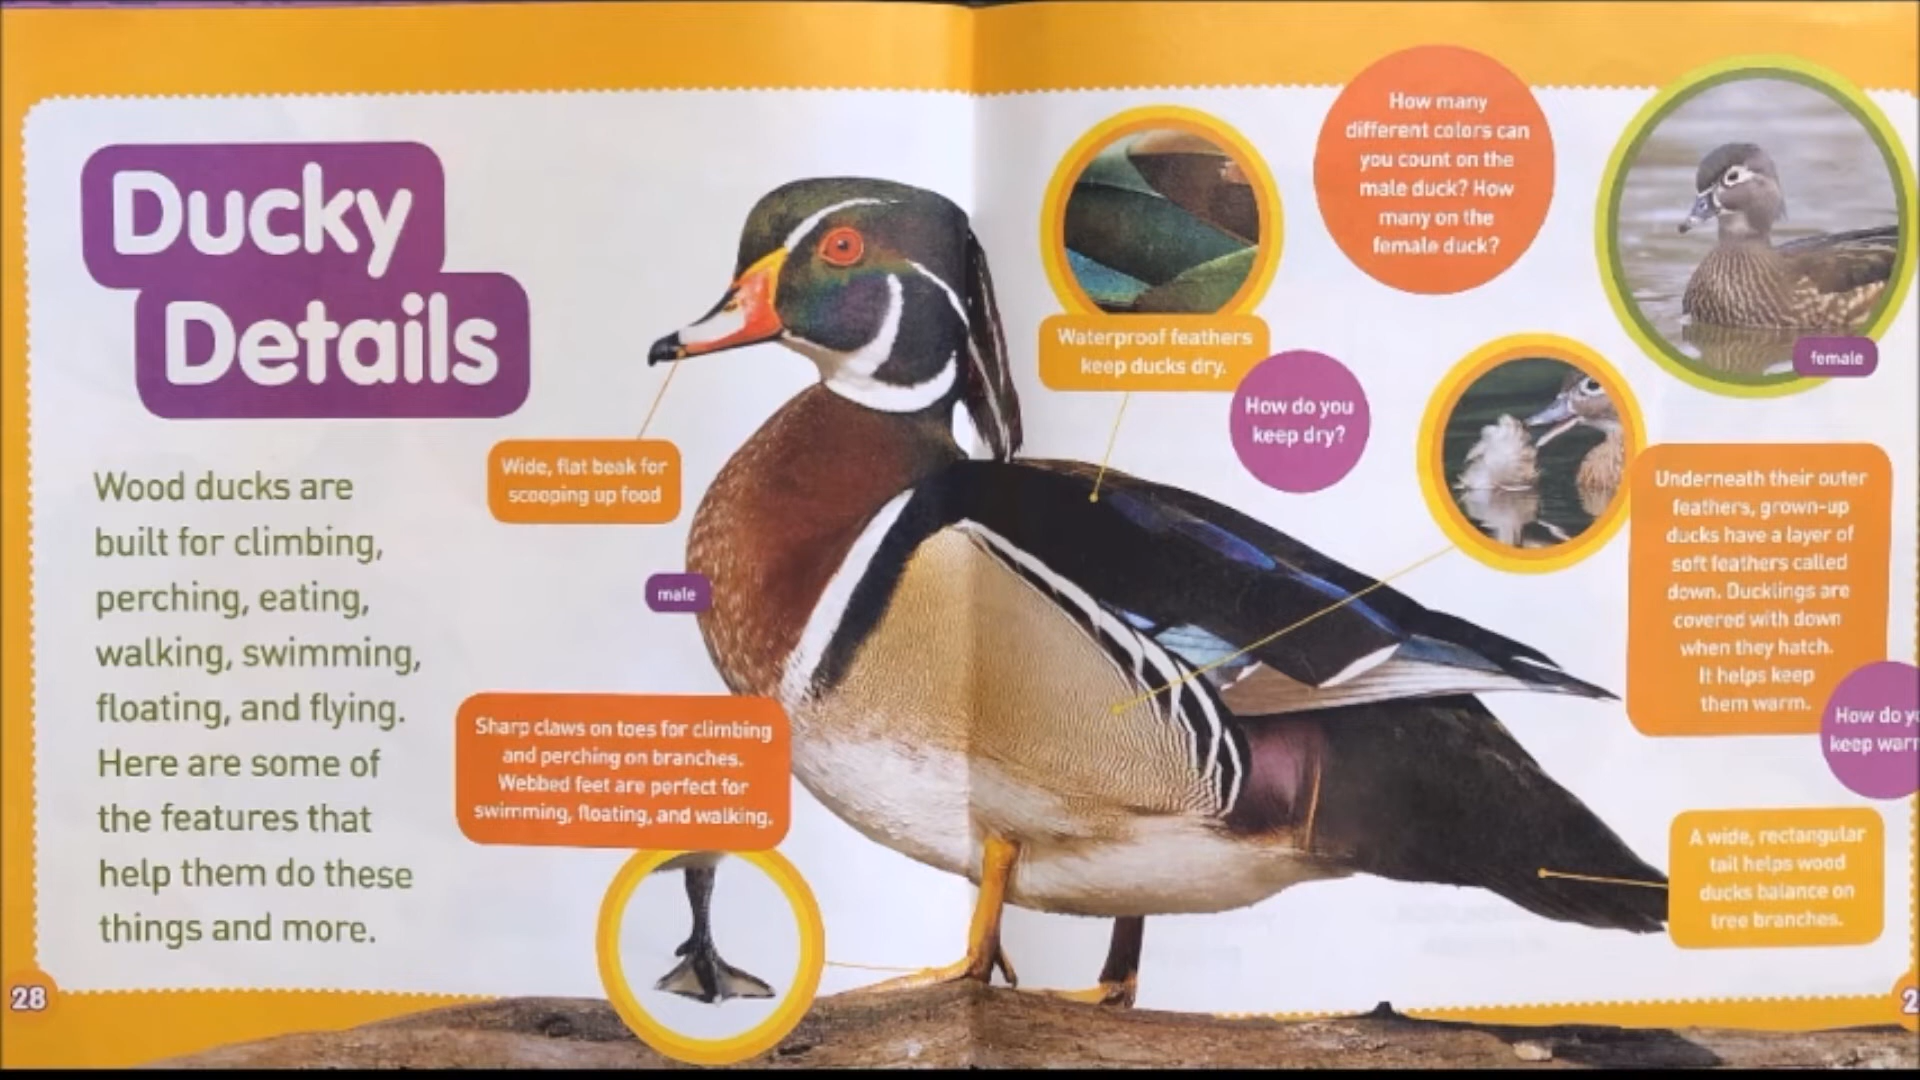 Ducky
Details
Wood ducks are
built for climbing,
perching, eating,
walking, swimming,
floating, and flying.
Here are some of
the features that
help them do these
things and more.
28
Wide, flat beak for
scooping up food
male
Sharp claws on toes for climbing
and perching on branches.
Webbed feet are perfect for
swimming, floating, and walking.
Waterproof feathers
keep ducks dry.
How do you
keep dry?
How many
different colors can
you count on the
male duck? How
many on the
female duck?
female
Underneath their outer
feathers, grown-up
ducks have a layer of
soft feathers called
down. Ducklings are
covered with down
when they hatch.
It helps keep
them warm.
How do
keep
A wide, rectangular
tail helps wood
ducks balance on
tree branches.